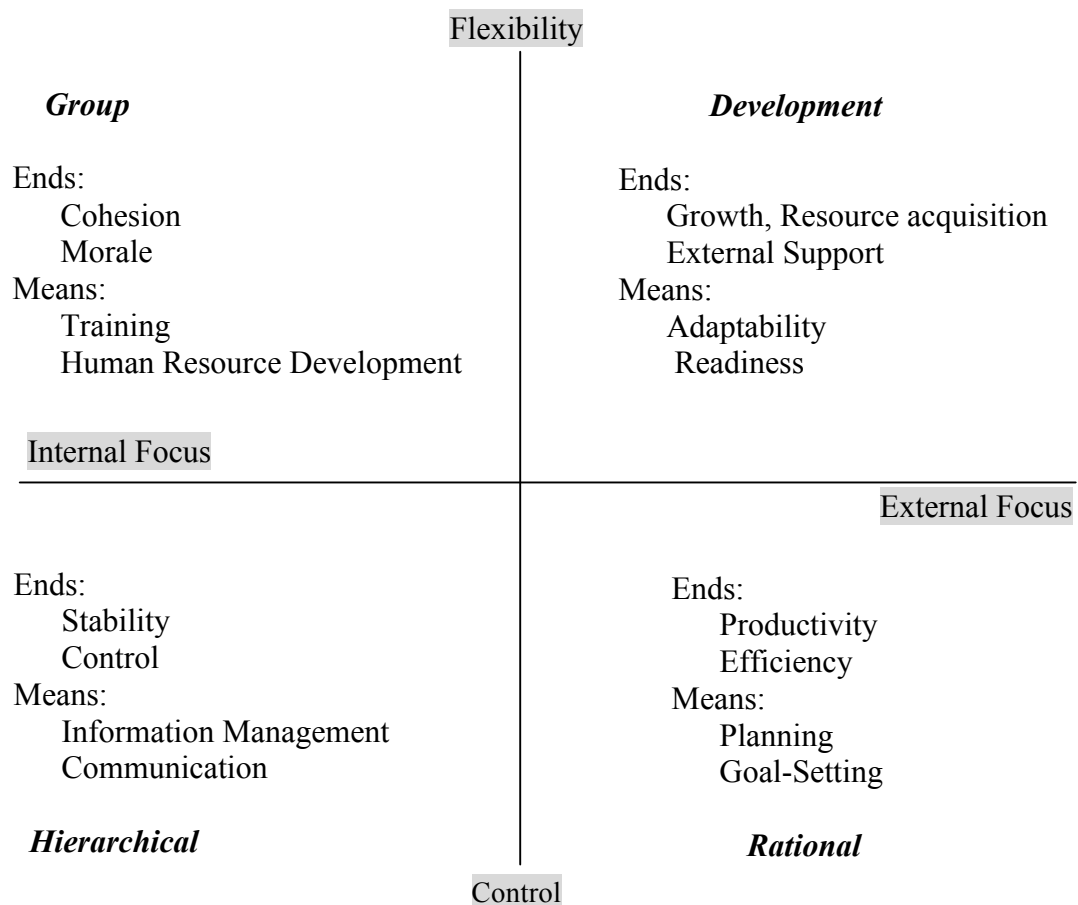 Flexibility
Group
Ends:
Cohesion
Morale
Means:
Training
Human Resource Development
Development
Ends:
Growth, Resource acquisition
External Support
Means:
Adaptability
Readiness
Internal Focus
External Focus
Ends:
Stability
Control
Means:
Information Management
Communication
Hierarchical
Ends:
Productivity
Efficiency
Means:
Planning
Goal-Setting
Rational
Control